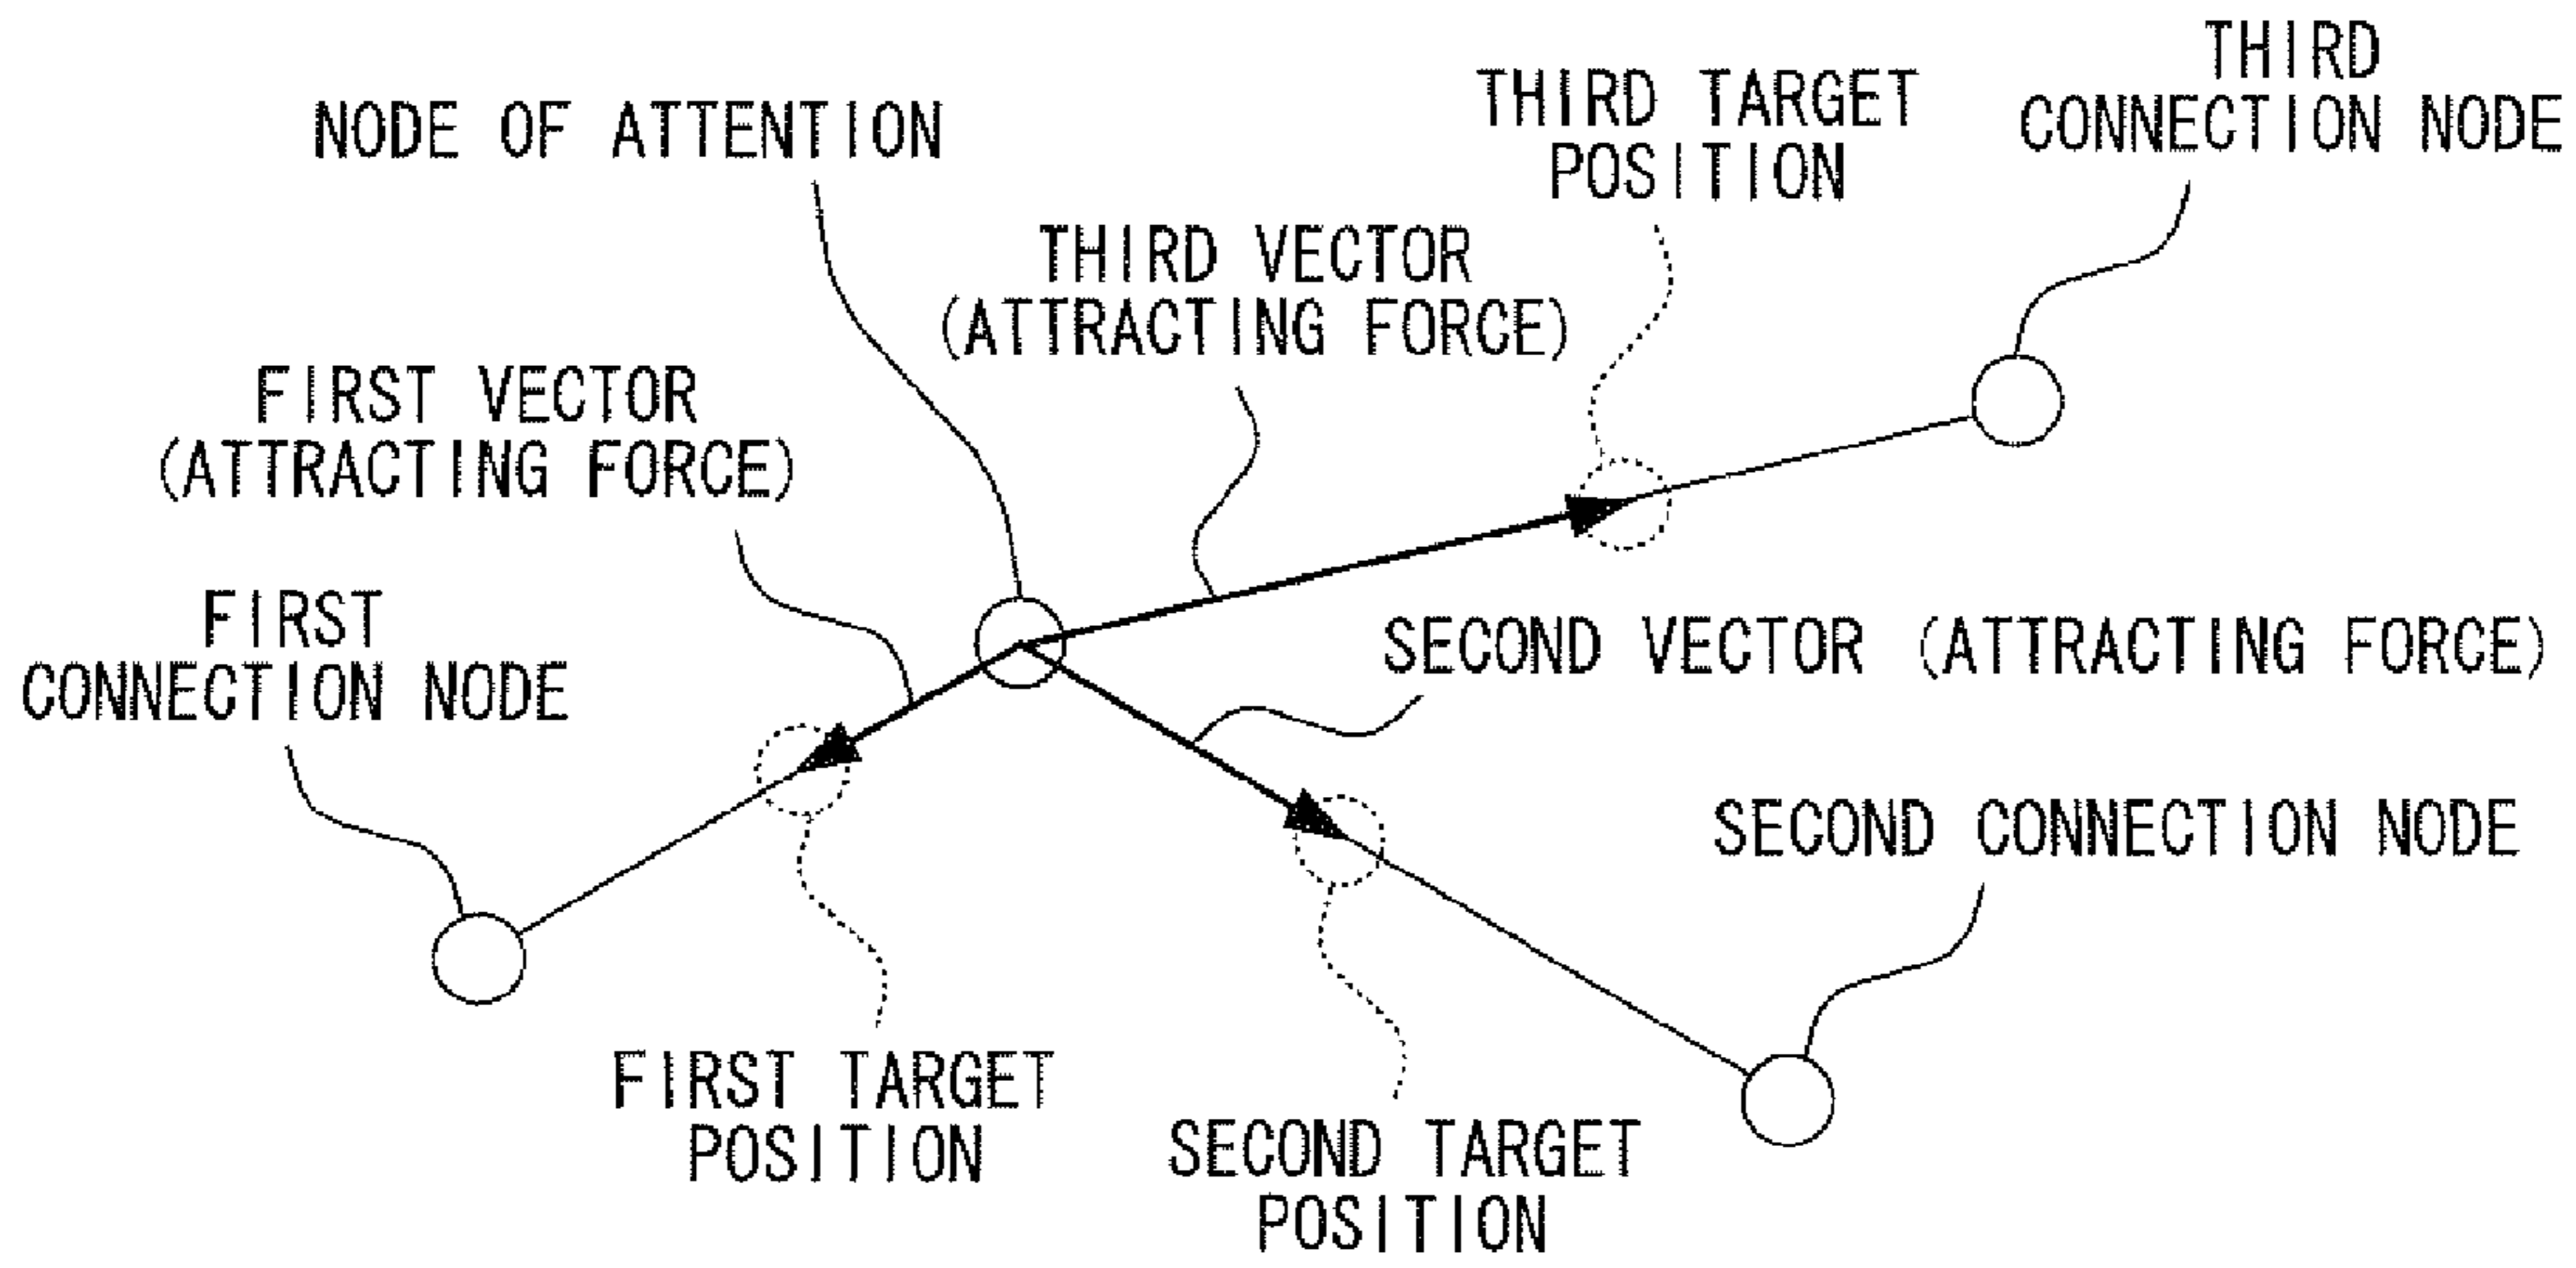 THIRD
CONNECTION NODE
THIRD TARGET
POSITION
NODE OF ATTENTION
THIRD VECTOR
(ATTRACTING FORCE)
FIRST VECTOR
(ATTRACTING FORCE)
FIRST
CONNECTION NODE
SECOND VECTOR (ATTRACTING FORCE)
SECOND CONNECTION NODE
FIRST TARGET
POSITION
SECOND TARGET
POSITION